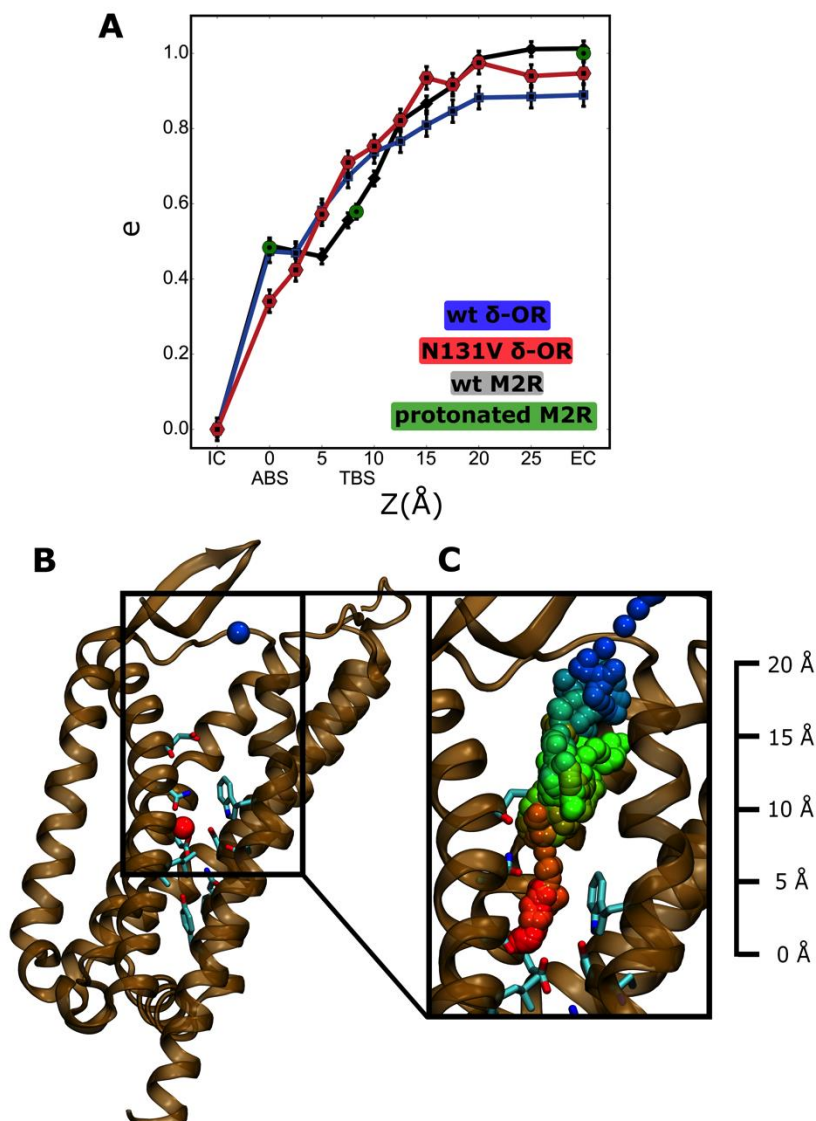 A
1.0
0.8
0.6
0.4
0.2
0.0
e
wt δ-OR
N131V δ-OR
wt M2R
protonated M2R
IC 0 5 10 15 20 25 EC
ABS TBS
Z(Å)
B
C
20 Å
15 Å
10 Å
5 Å
0 Å